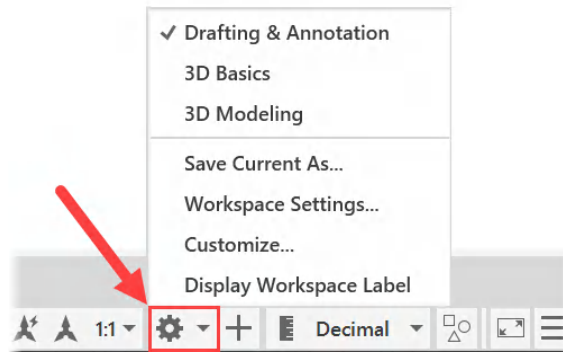 Drafting & Annotation
3D Basics
3D Modeling
Save Current As...
Workspace Settings...
Customize...
Display Workspace Label
1:1 Decimal